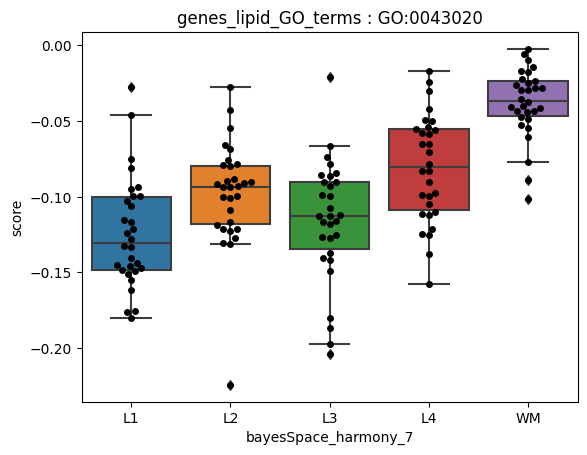 genes_lipid_GO_terms : GO:0043020
0.00
−0.05
−0.10
−0.15
−0.20
score
L1 L2 L3 L4 WM
bayesSpace_harmony_7